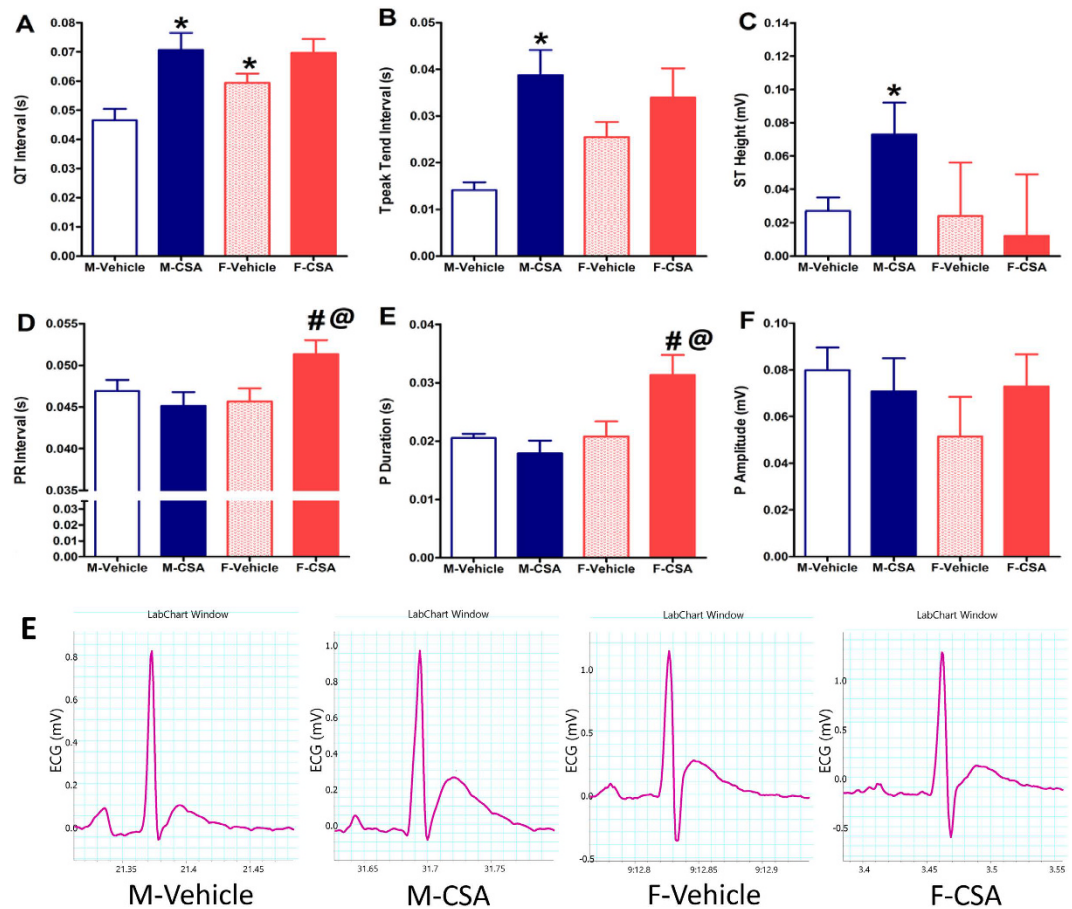 A
QT Interval (s)
0.08
0.07
0.06
0.05
0.04
0.03
0.02
0.01
0.00
*
*
M-Vehicle M-CSA F-Vehicle F-CSA
B
Tpeak Tend Interval (s)
0.05
0.04
0.03
0.02
0.01
0.00
*
M-Vehicle M-CSA F-Vehicle F-CSA
C
ST Height (mV)
0.14
0.12
0.10
0.08
0.06
0.04
0.02
0.00
*
M-Vehicle M-CSA F-Vehicle F-CSA
D
PR Interval (s)
0.055
0.050
0.045
0.040
0.035
0.03
0.02
0.02
0.01
0.01
0.00
# @
M-Vehicle M-CSA F-Vehicle F-CSA
E
P Duration (s)
0.04
0.03
0.02
0.01
0.00
# @
M-Vehicle M-CSA F-Vehicle F-CSA
F
P Amplitude (mV)
0.10
0.08
0.06
0.04
0.02
0.00
M-Vehicle M-CSA F-Vehicle F-CSA
E
LabChart Window
ECG (mV)
0.8
0.6
0.4
0.2
0.0
21.35 21.4 21.45
M-Vehicle
LabChart Window
ECG (mV)
1.0
0.8
0.6
0.4
0.2
0.0
31.65 31.7 31.75
M-CSA
LabChart Window
ECG (mV)
1.0
0.5
0.0
-0.5
9:12.8 9:12.85 9:12.9
F-Vehicle
LabChart Window
ECG (mV)
1.0
0.5
0.0
-0.5
3.4 3.45 3.5 3.55
F-CSA